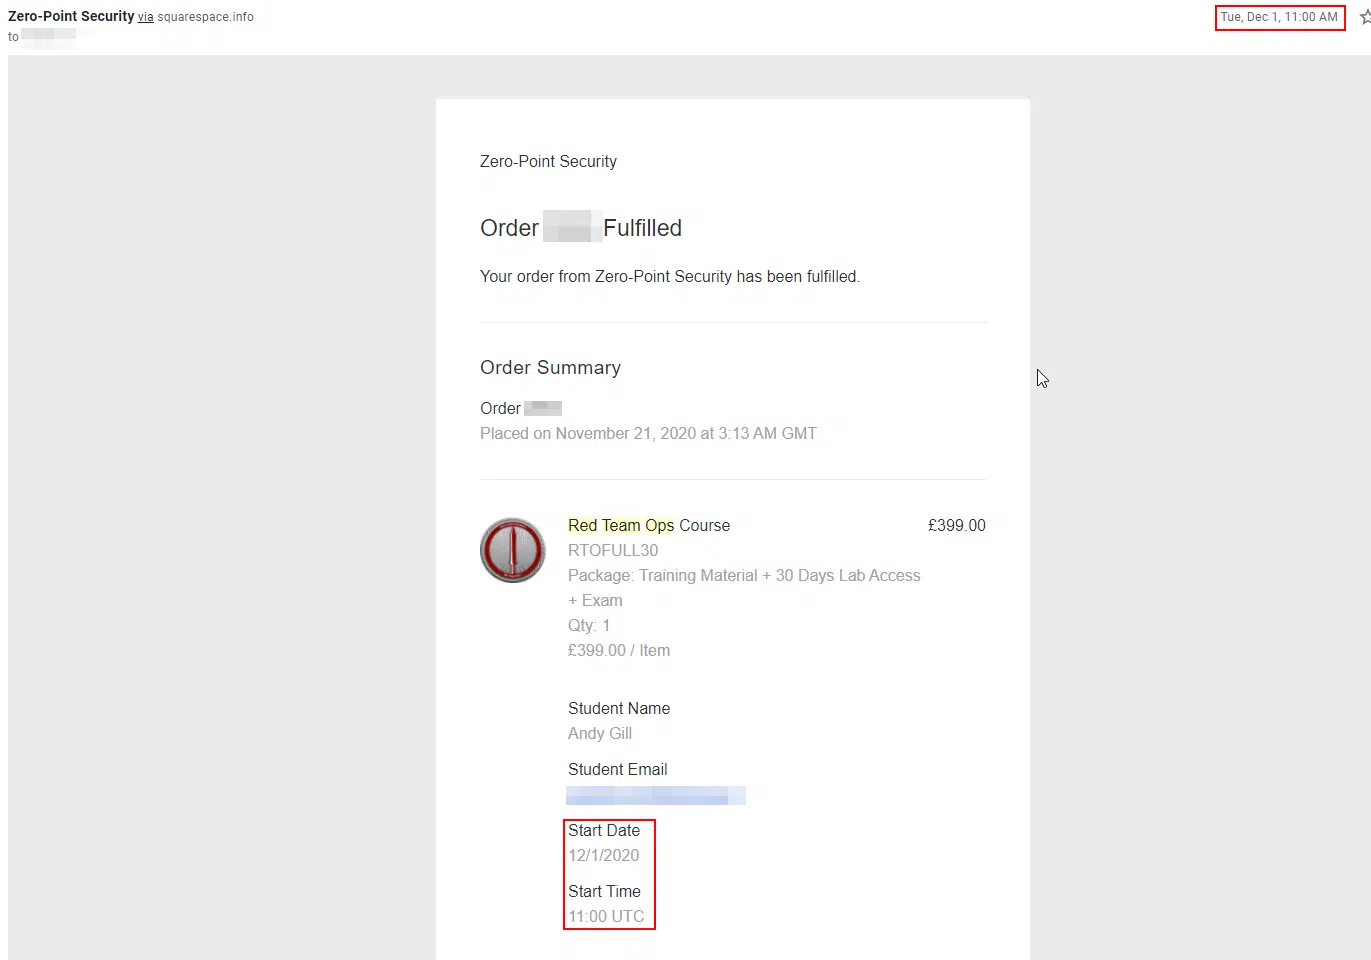 Zero-Point Security via squarespace.info
Tue, Dec 1, 11:00 AM
to
Zero-Point Security
Order Fulfilled
Your order from Zero-Point Security has been fulfilled.
Order Summary
Order
Placed on November 21, 2020 at 3:13 AM GMT
Red Team Ops Course £399.00
RTOFULL30
Package: Training Material + 30 Days Lab Access
+ Exam
Qty: 1
£399.00 / Item
Student Name
Andy Gill
Student Email
Start Date
12/1/2020
Start Time
11:00 UTC